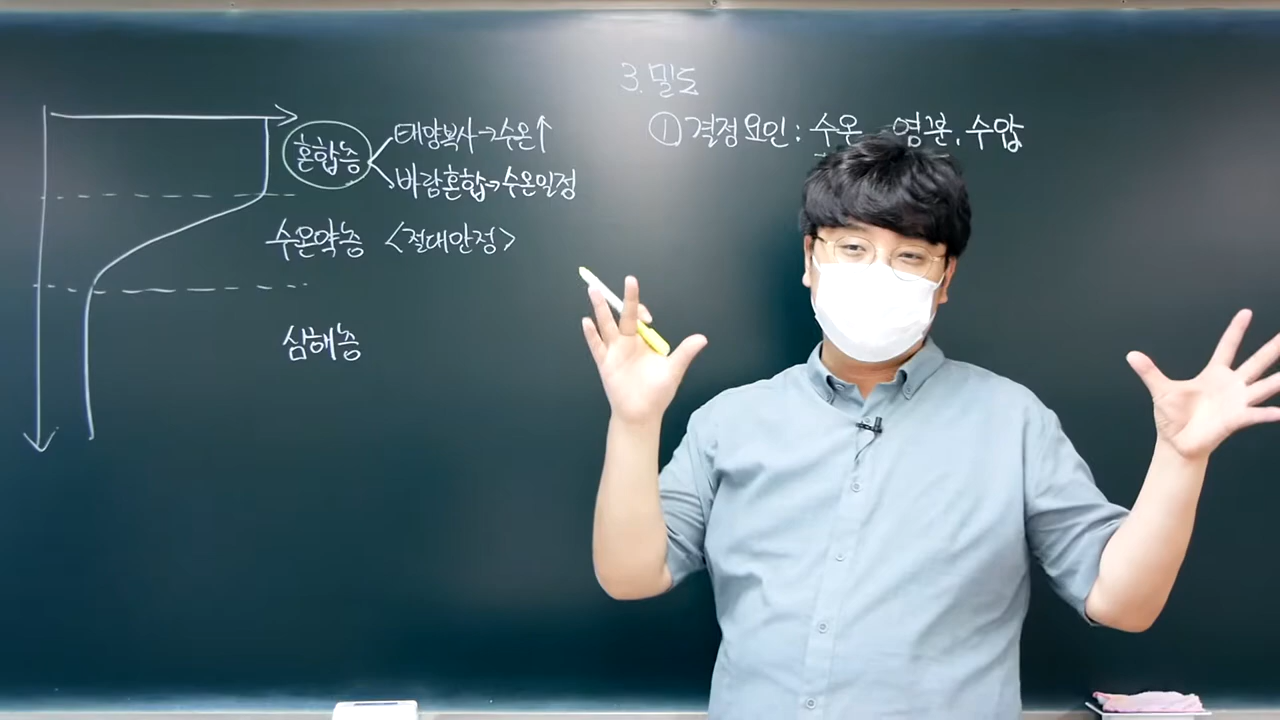 혼합층
태양복사→수온↑
바람혼합→수온일정
수온약층 <절대안정>
심해층
3. 밀도
① 결정요인 : 수온 염분, 수압